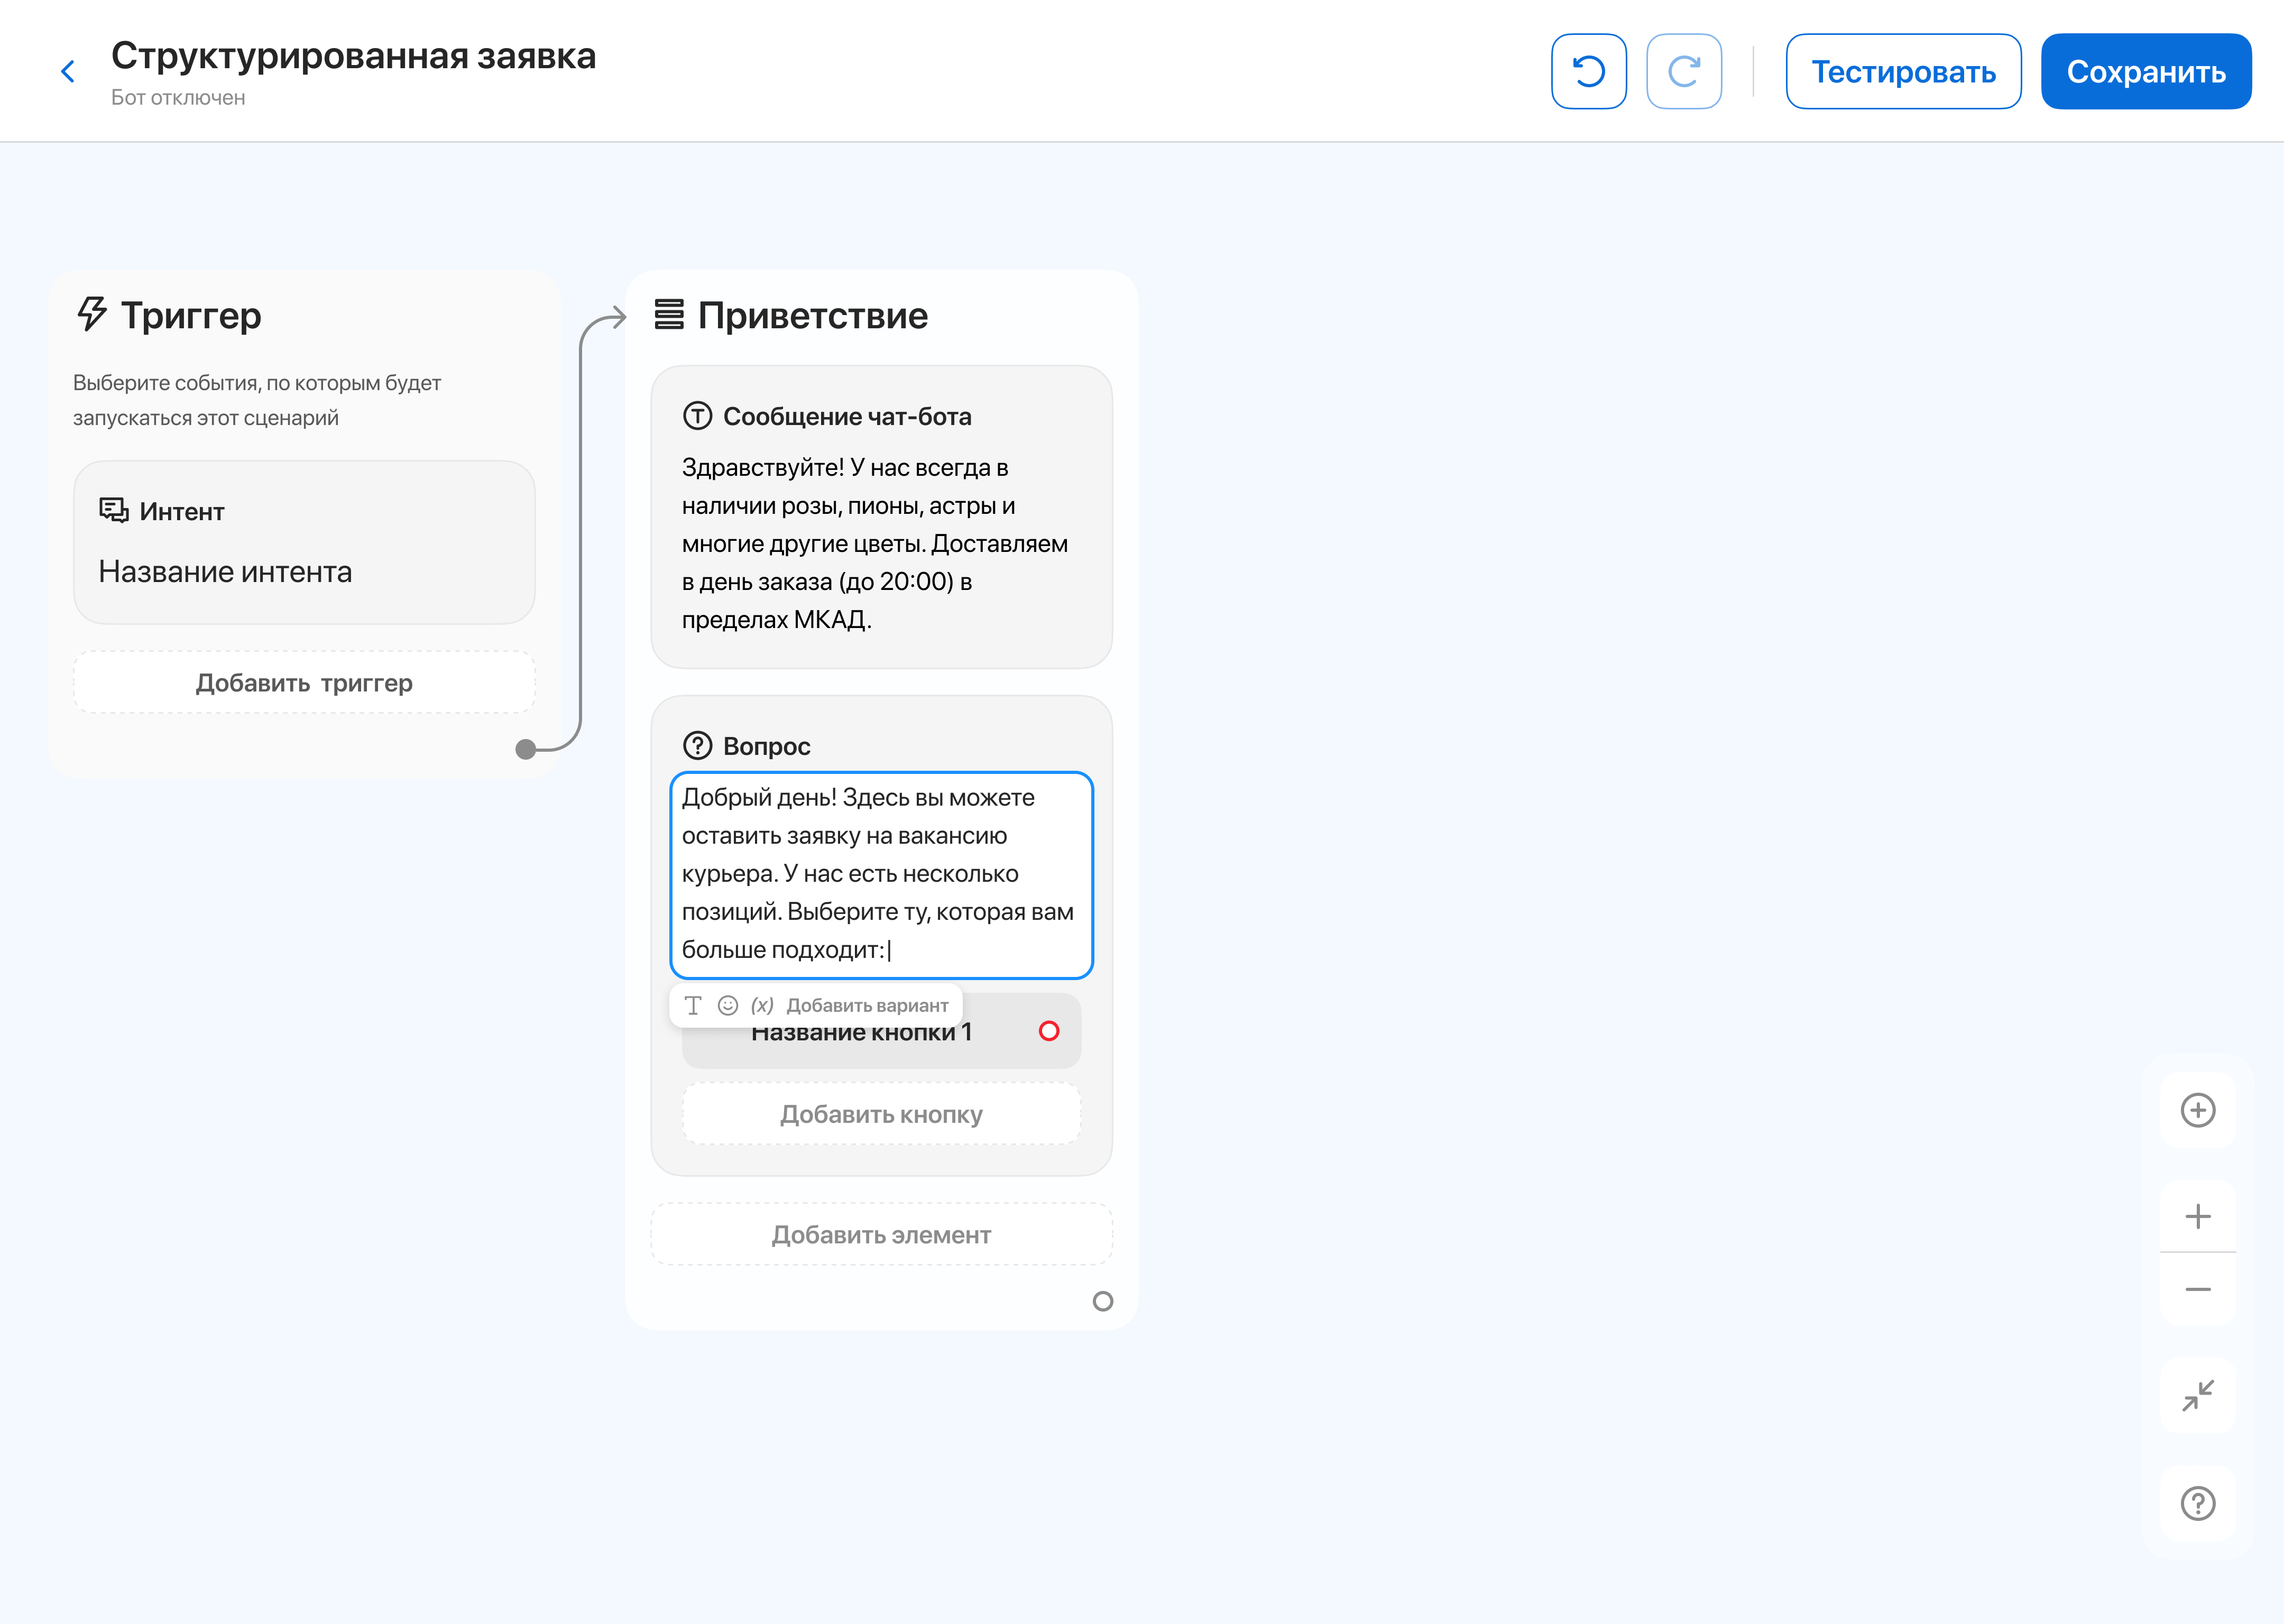 Структурированная заявка
Бот отключен
Тестировать
Сохранить
Триггер
Выберите события, по которым будет
запускаться этот сценарий
Интент
Название интента
Добавить триггер
Приветствие
Сообщение чат-бота
Здравствуйте! У нас всегда в
наличии розы, пионы, астры и
многие другие цветы. Доставляем
в день заказа (до 20:00) в
пределах МКАД.
Вопрос
Добрый день! Здесь вы можете
оставить заявку на вакансию
курьера. У нас есть несколько
позиций. Выберите ту, которая вам
больше подходит:
(x) Добавить вариант
Название кнопки 1
Добавить кнопку
Добавить элемент